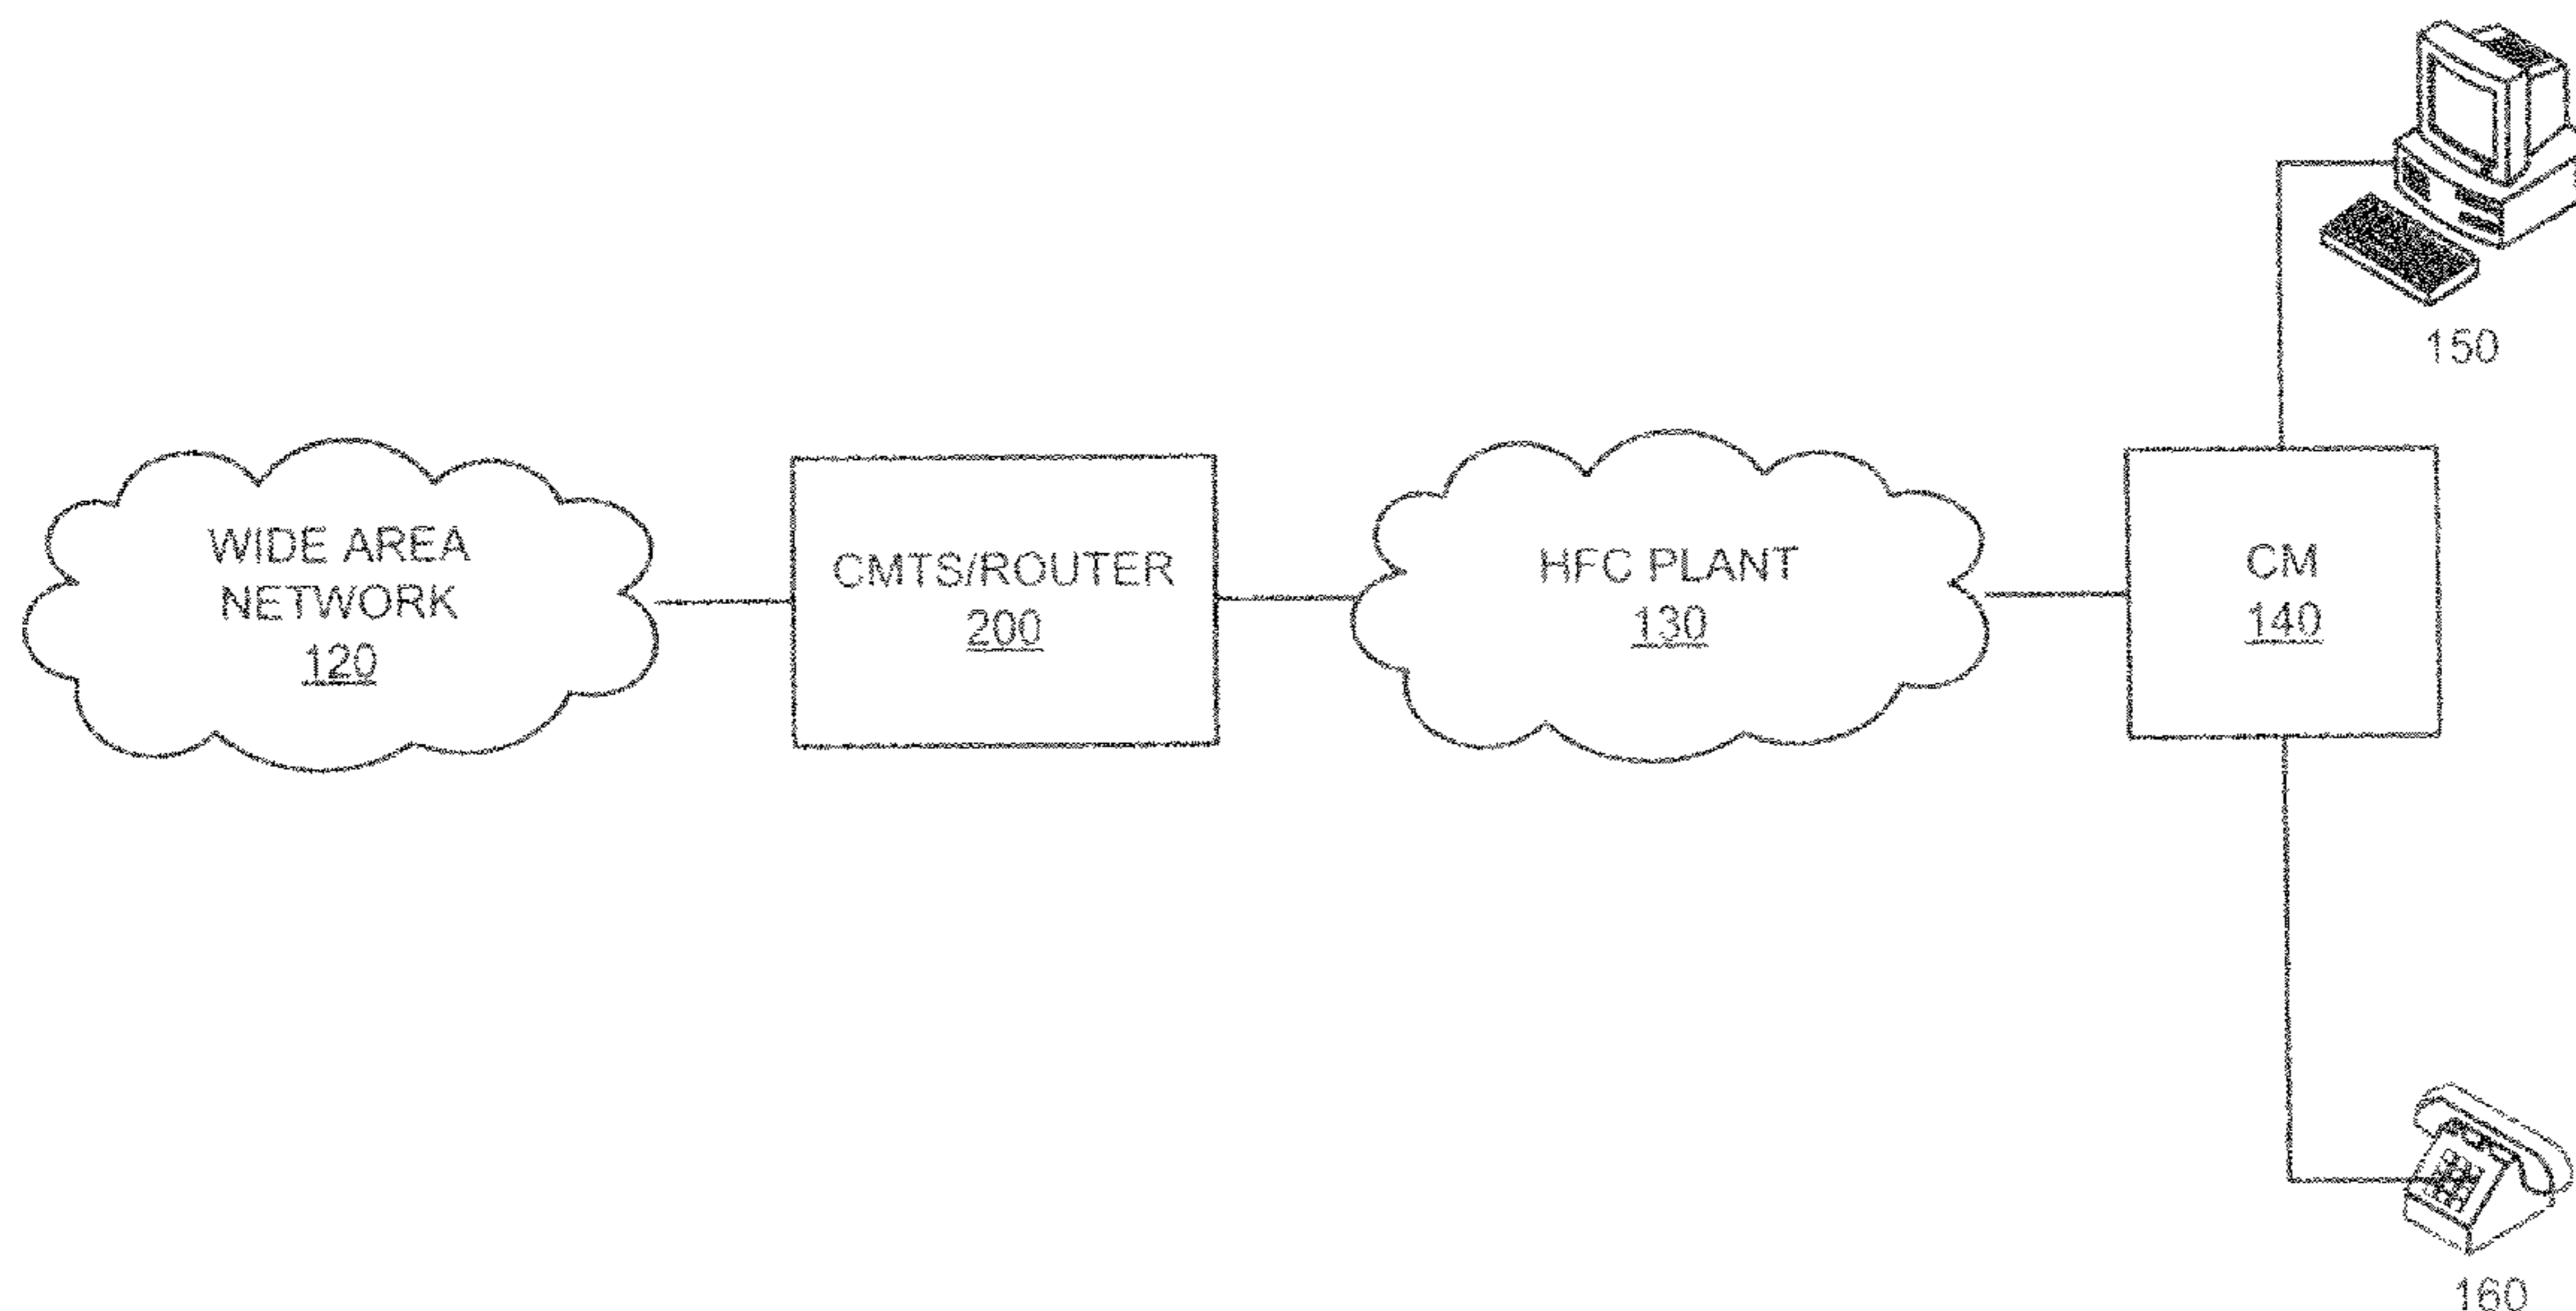 150
WIDE AREA
NETWORK
120
CMTS/ROUTER
200
HFC PLANT
130
CM
140
160